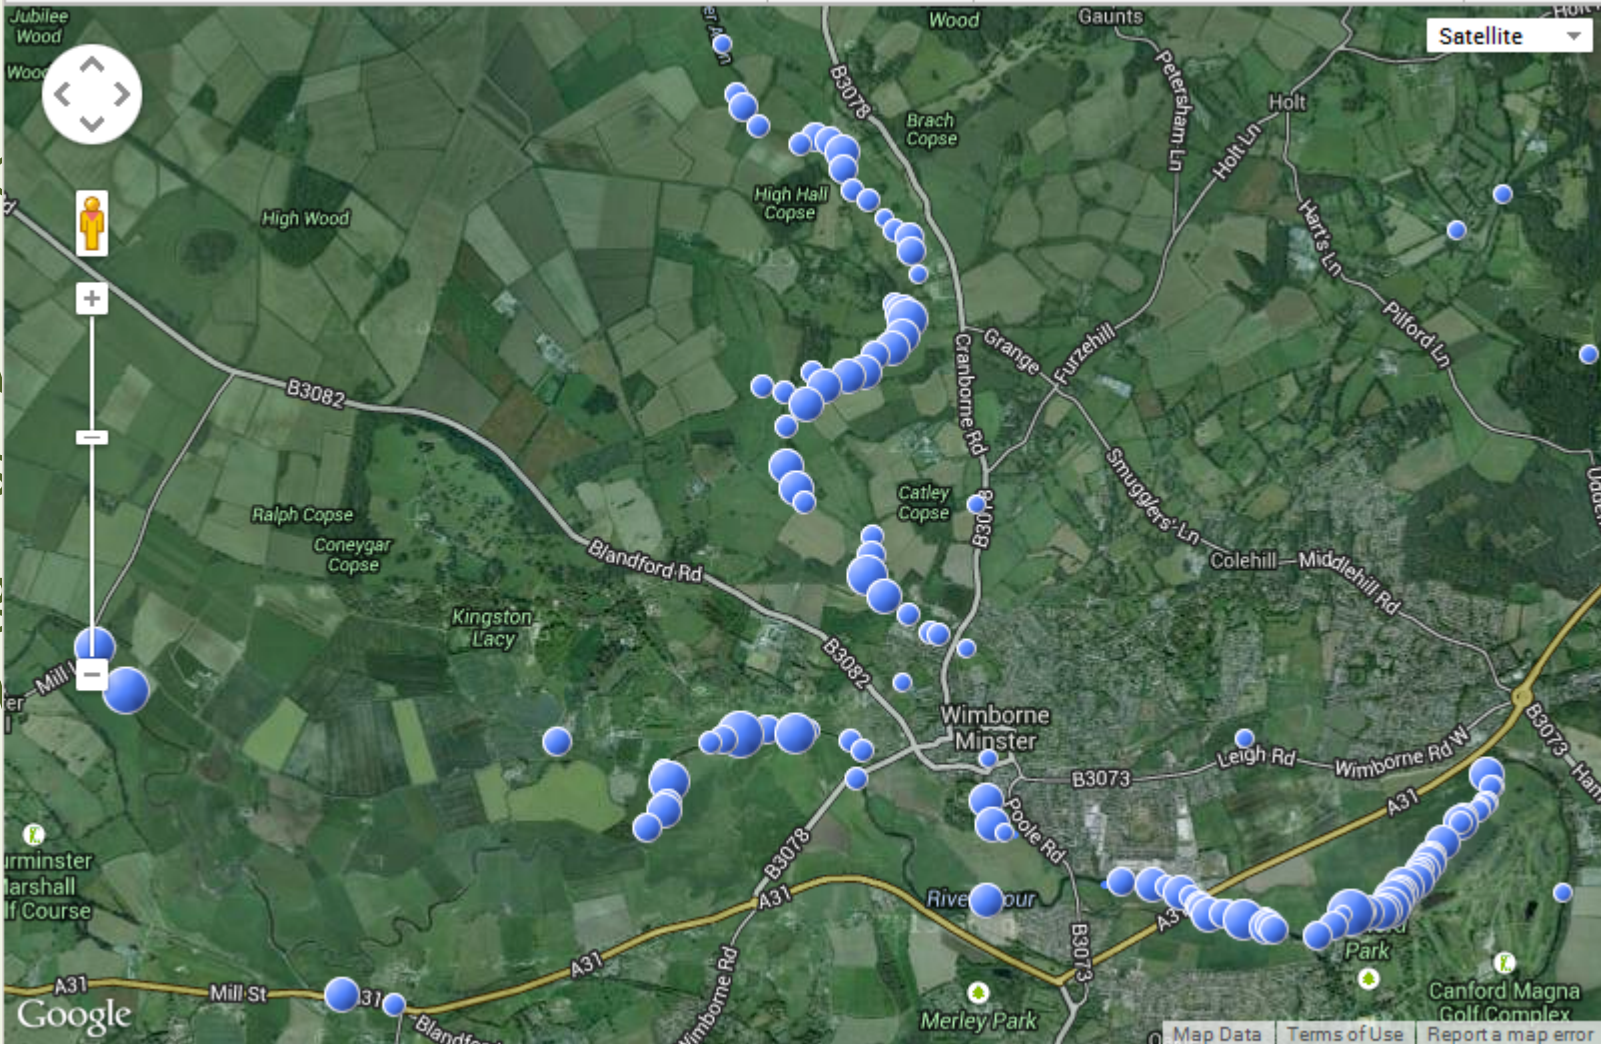 Jubilee
Wood
Wood
Gaunts
Satellite
B3078
Petersham Ln
Holt
Holt Ln
Brach
Copse
High Hall
Copse
High Wood
Hart's Ln
Pilford Ln
Grange
Furzehill
Cranborne Rd
B3082
Smugglers' Ln
Ralph Copse
Coneygar
Copse
Catley
Copse
B3078
Blandford Rd
Colehill
Middlehill Rd
Kingston
Lacy
B3082
Wimborne
Minster
B3073
Leigh Rd
Wimborne Rd W
B3073
A31
Poole Rd
B3078
A31
A31
B3073
Park
Wimborne Rd
A31
A31
Mill St
Merley Park
Canford Magna
Golf Complex
Google
Map Data
Terms of Use
Report a map error